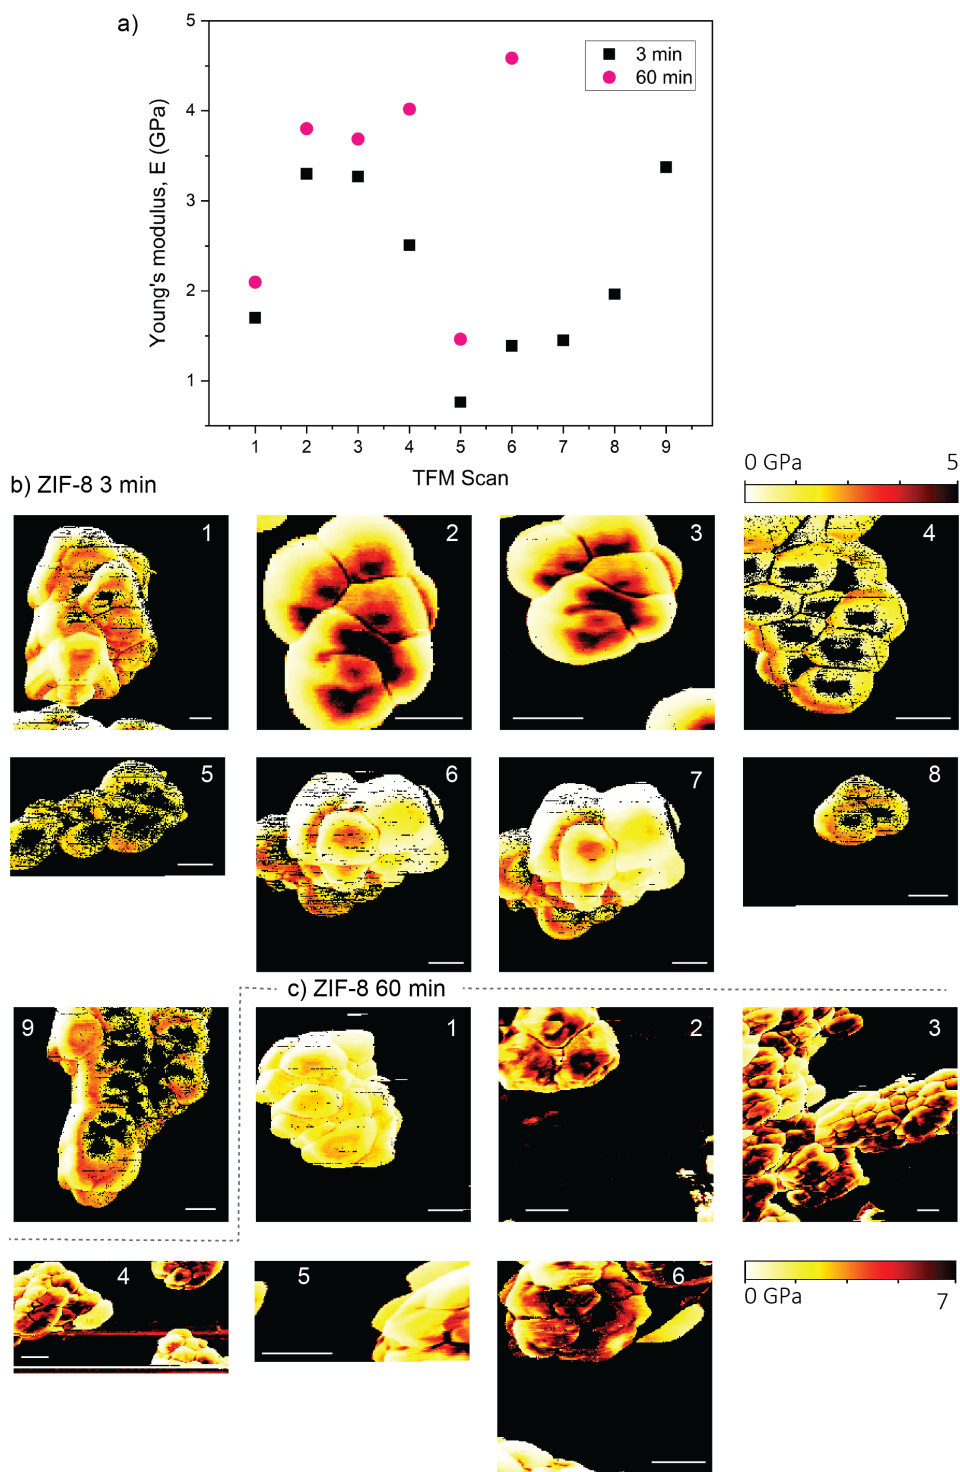 a)
5
4
3
2
1
Young's modulus, E (GPa)
3 min
60 min
1 2 3 4 5 6 7 8 9
TFM Scan
b) ZIF-8 3 min
0 GPa 5
1 2 3 4
5 6 7 8
c) ZIF-8 60 min
9 1 2 3
4 5 6
0 GPa 7